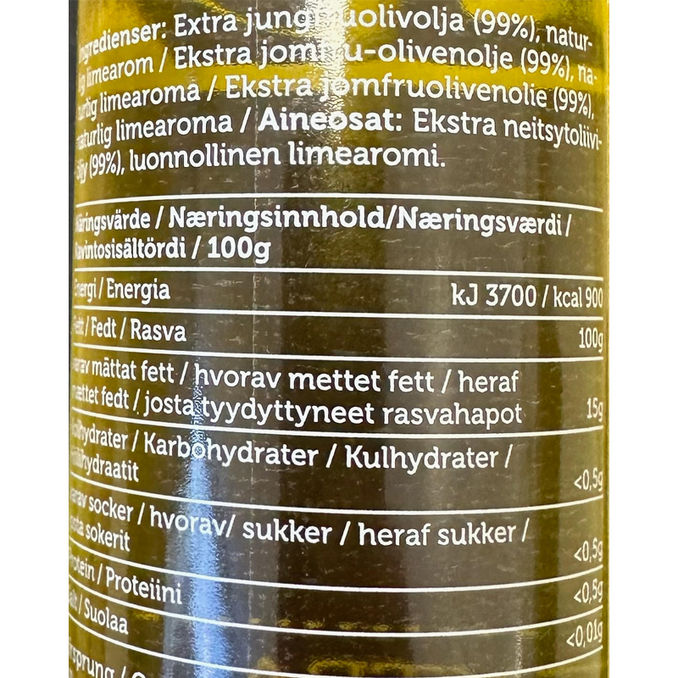 Ingredienser: Extra jungfruolivolja (99%), natur-
lig limearom / Ekstra jomfru-olivenolje (99%), na-
turlig limearoma / Ekstra jomfruolivenolie (99%),
naturlig limearoma / Ainesosat: Ekstra neitsytoliivi-
öljy (99%), luonnollinen limearomi.
Näringsvärde / Næringsinnhold/Næringsværdi /
Ravintosisältördi / 100g
Energi / Energia kJ 3700 / kcal 900
Fett / Fedt / Rasva 100g
varav mättat fett / hvorav mettet fett / heraf
mættet fedt / josta tyydyttyneet rasvahapot 15g
Kolhydrater / Karbohydrater / Kulhydrater /
Hiilihydraatit <0,5g
varav socker / hvorav/ sukker / heraf sukker /
josta sokerit <0,5g
Protein / Proteiini <0,5g
Salt / Suolaa <0,01g
Ursprung /